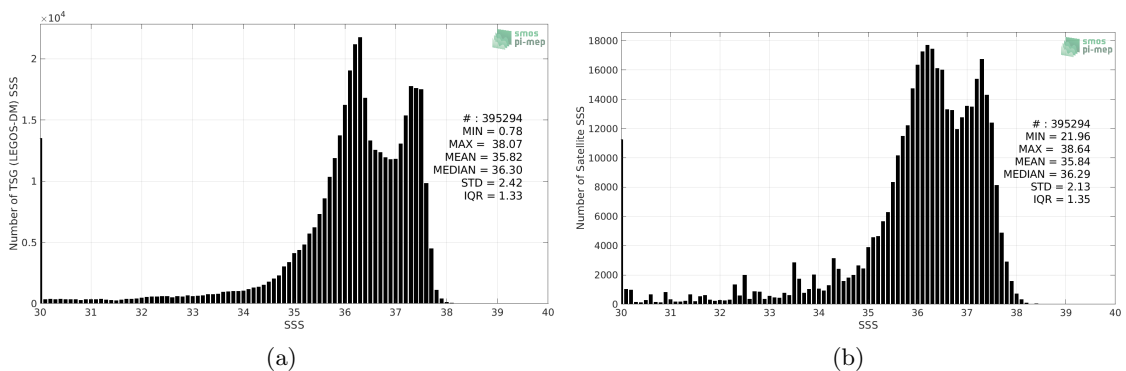 ×10⁴
smos
pi-mep
2
1.5
1
0.5
0
Number of TSG (LEGOS-DM) SSS
# : 395294
MIN = 0.78
MAX = 38.07
MEAN = 35.82
MEDIAN = 36.30
STD = 2.42
IQR = 1.33
30 31 32 33 34 35 36 37 38 39 40
SSS
(a)
smos
pi-mep
18000
16000
14000
12000
10000
8000
6000
4000
2000
0
Number of Satellite SSS
# : 395294
MIN = 21.96
MAX = 38.64
MEAN = 35.84
MEDIAN = 36.29
STD = 2.13
IQR = 1.35
30 31 32 33 34 35 36 37 38 39 40
SSS
(b)